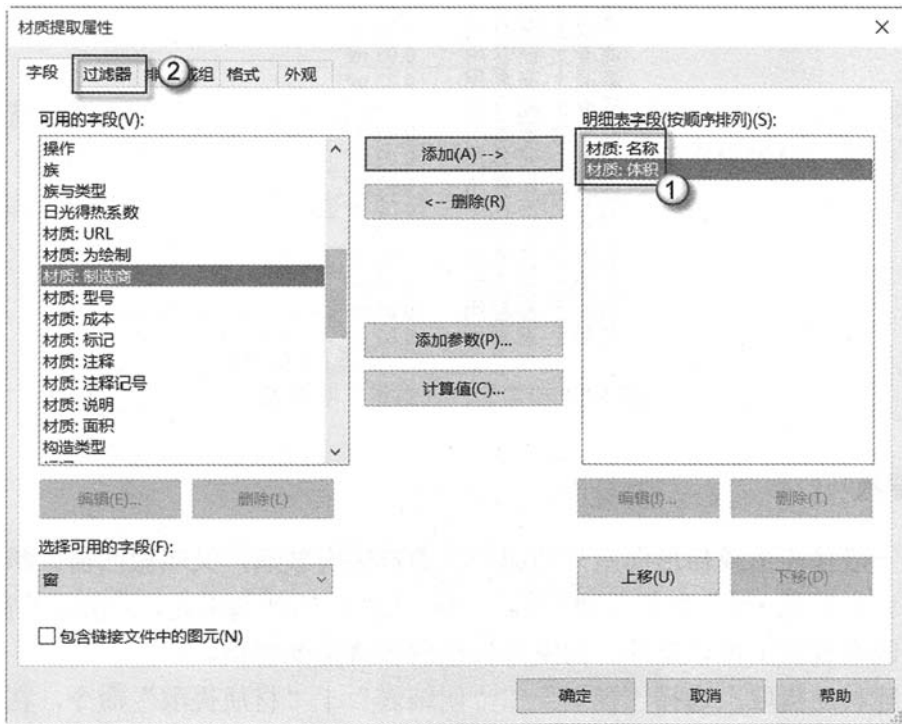 材质提取属性
字段 过滤器 ② 成组 格式 外观
可用的字段(V):
操作
族
族与类型
日光得热系数
材质: URL
材质: 为绘制
材质: 制造商
材质: 型号
材质: 成本
材质: 标记
材质: 注释
材质: 注释记号
材质: 说明
材质: 面积
构造类型
添加(A) -->
<-- 删除(R)
添加参数(P)...
计算值(C)...
明细表字段(按顺序排列)(S):
材质: 名称
材质: 体积
①
编辑(E)... 删除(L)
编辑(I)... 删除(T)
选择可用的字段(F):
窗
上移(U) 下移(D)
包含链接文件中的图元(N)
确定 取消 帮助